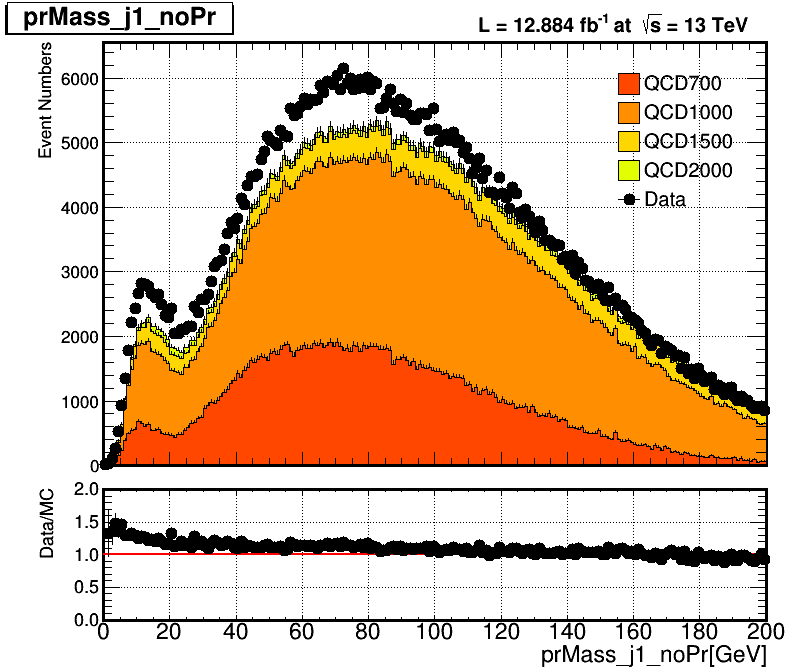 prMass_j1_noPr
L = 12.884 fb⁻¹ at √s = 13 TeV
Event Numbers
6000
5000
4000
3000
2000
1000
0
QCD700
QCD1000
QCD1500
QCD2000
Data
Data/MC
2.0
1.5
1.0
0.5
0.0
0 20 40 60 80 100 120 140 160 180 200
prMass_j1_noPr[GeV]